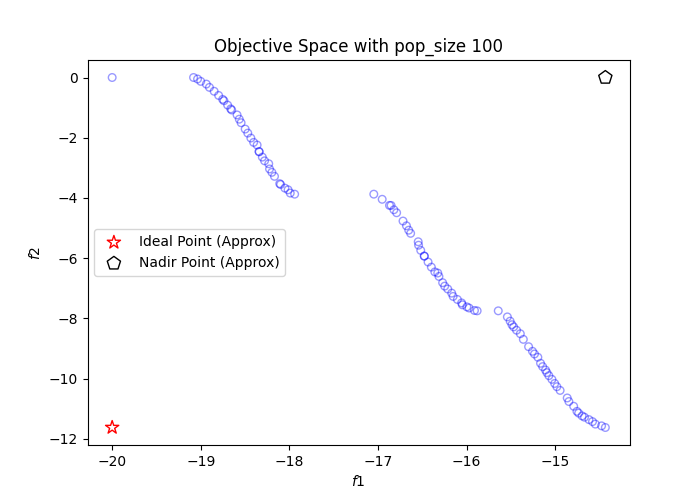 Objective Space with pop_size 100
0
−2
−4
−6
−8
−10
−12
f2
Ideal Point (Approx)
Nadir Point (Approx)
−20
−19
−18
−17
−16
−15
f1